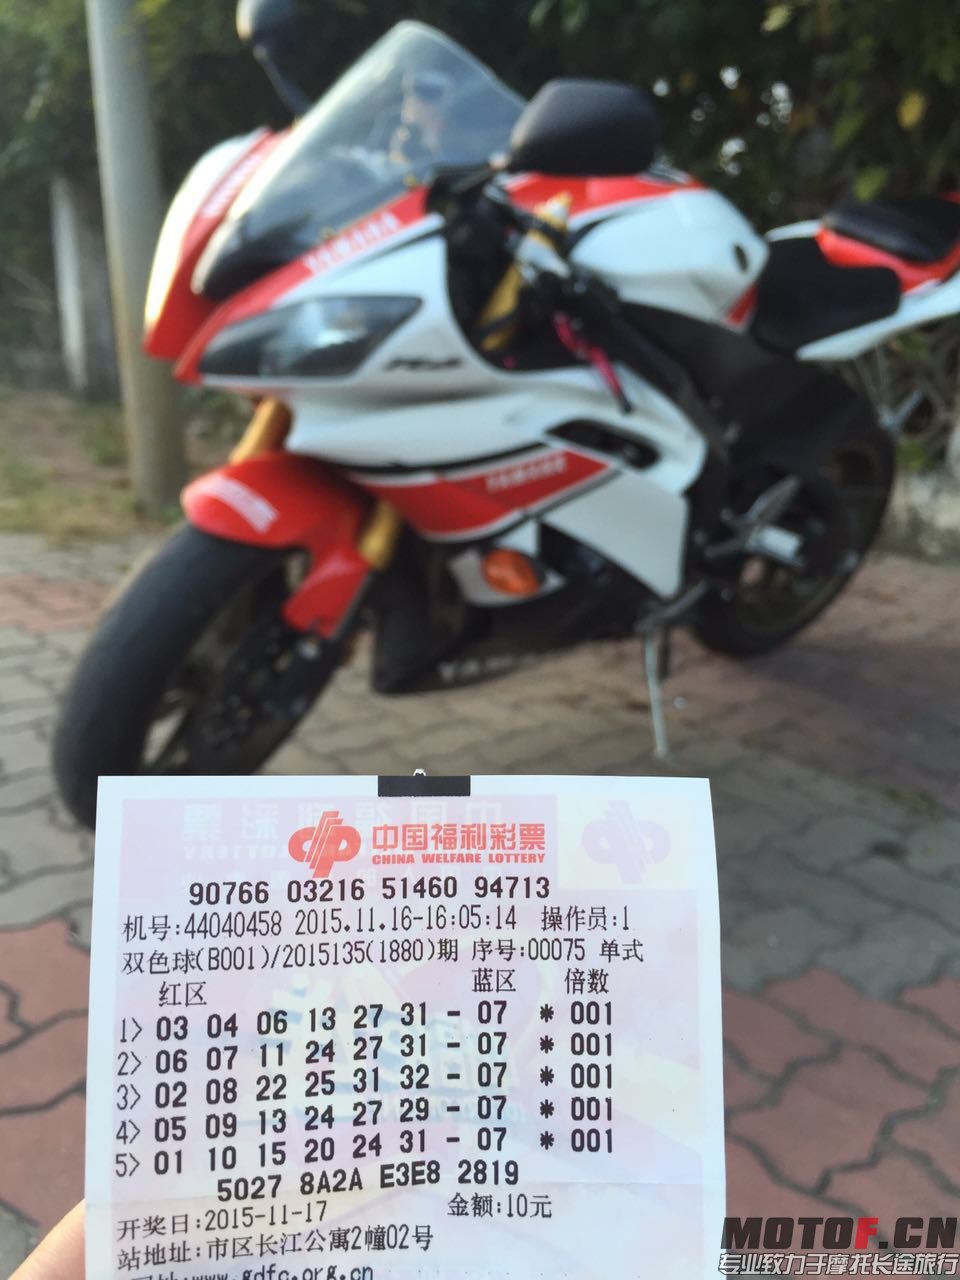 YAMAHA
YAMAHA
中国福利彩票
CHINA WELFARE LOTTERY
90766 03216 51460 94713
机号:44040458 2015.11.16-16:05:14 操作员:1
双色球(B001)/2015135(1880)期 序号:00075 单式
红区 蓝区 倍数
1> 03 04 06 13 27 31 - 07 * 001
2> 06 07 11 24 27 31 - 07 * 001
3> 02 08 22 25 31 32 - 07 * 001
4> 05 09 13 24 27 29 - 07 * 001
5> 01 10 15 20 24 31 - 07 * 001
5027 8A2A E3E8 2819
开奖日:2015-11-17 金额:10元
站地址:市区长江公寓2幢02号
www.gdfc.org.cn
MOTOF.CN
专业致力于摩托长途旅行